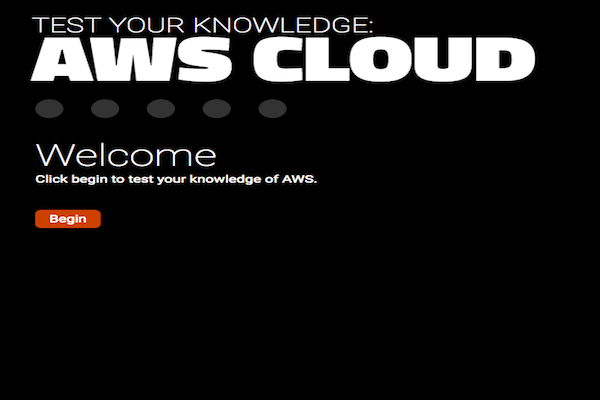 TEST YOUR KNOWLEDGE:
AWS CLOUD
Welcome
Click begin to test your knowledge of AWS.
Begin